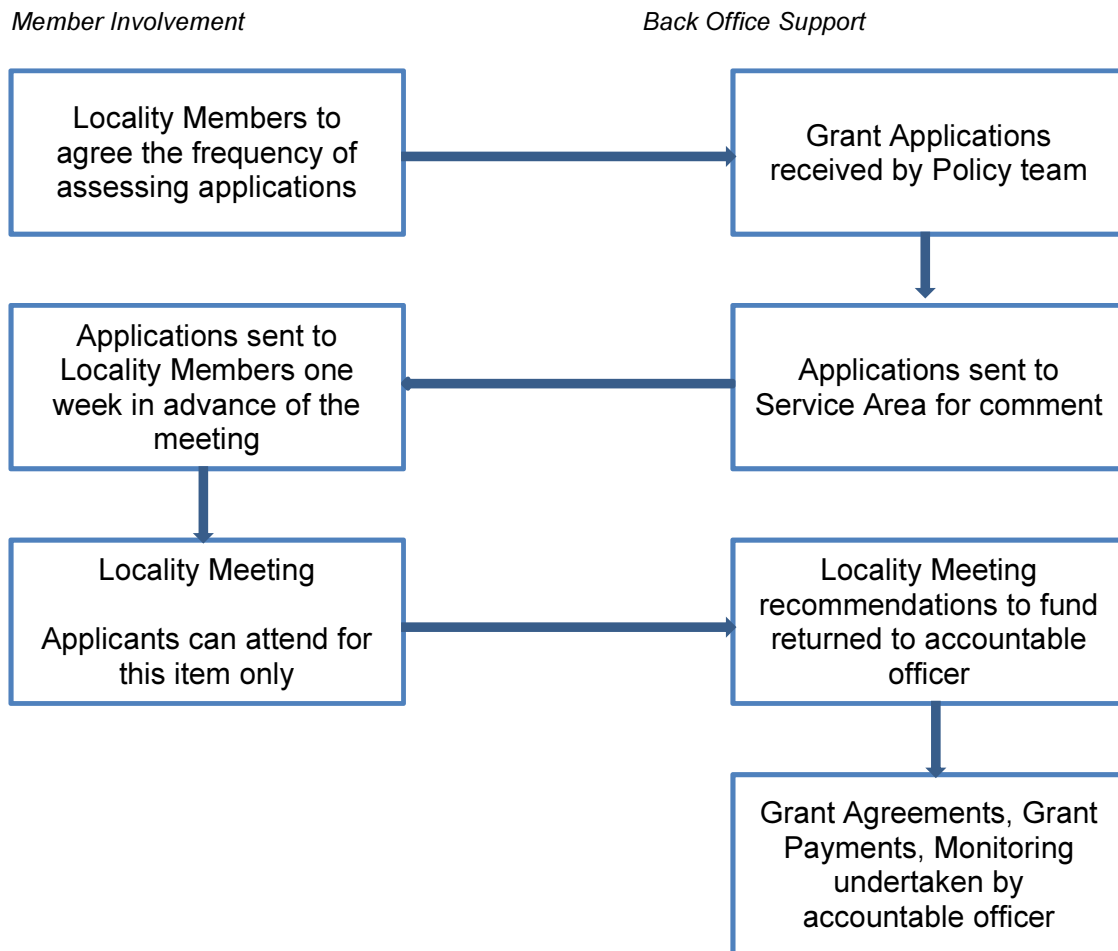 Member Involvement
Back Office Support
Locality Members to
agree the frequency of
assessing applications
Grant Applications
received by Policy team
Applications sent to
Locality Members one
week in advance of the
meeting
Applications sent to
Service Area for comment
Locality Meeting
Applicants can attend for
this item only
Locality Meeting
recommendations to fund
returned to accountable
officer
Grant Agreements, Grant
Payments, Monitoring
undertaken by
accountable officer